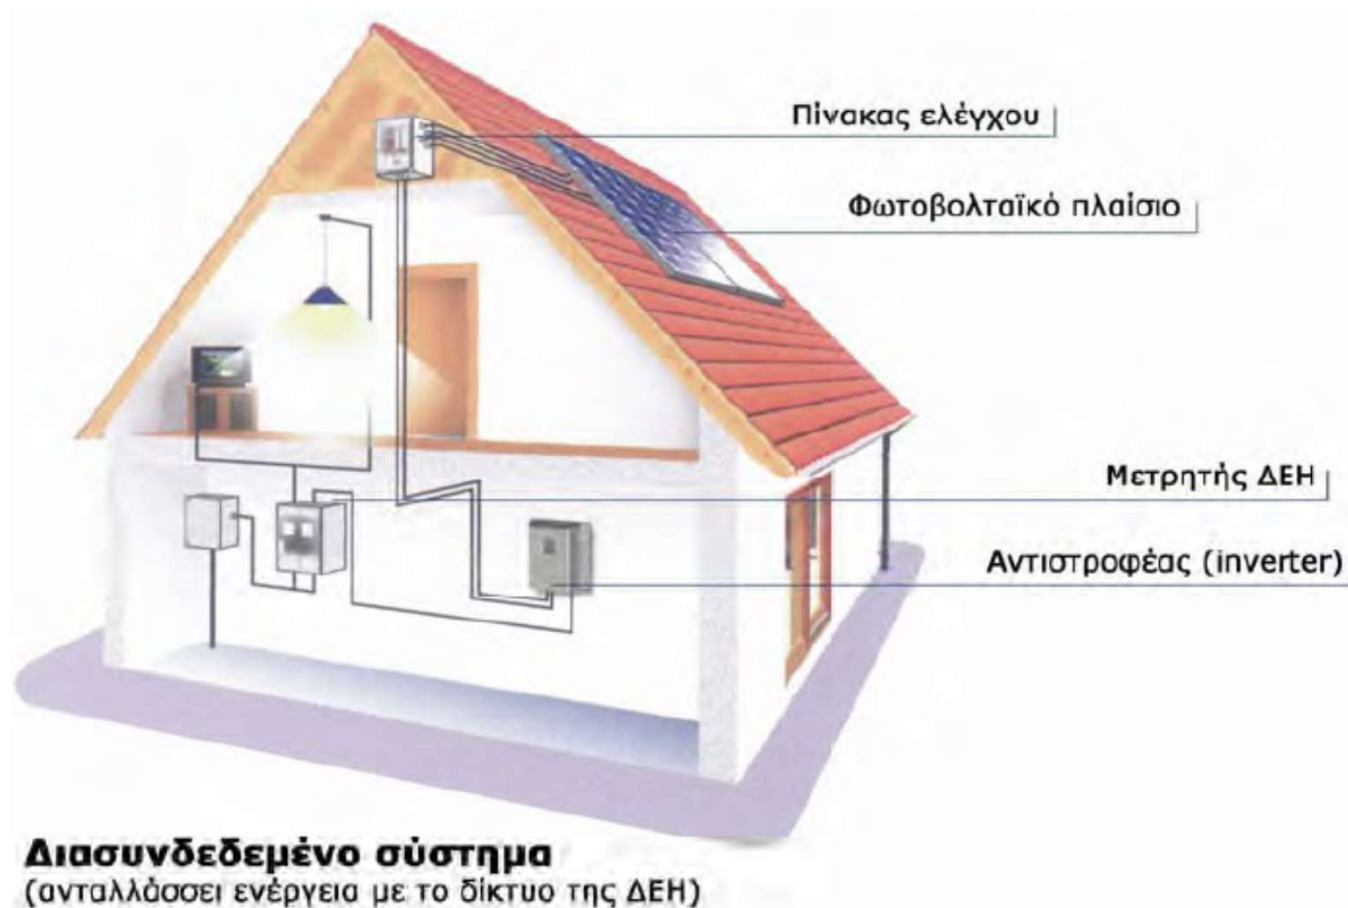 Πίνακας ελέγχου
Φωτοβολταϊκό πλαίσιο
Μετρητής ΔΕΗ
Αντιστροφέας (inverter)
Διασυνδεδεμένο σύστημα
(ανταλλάσσει ενέργεια με το δίκτυο της ΔΕΗ)